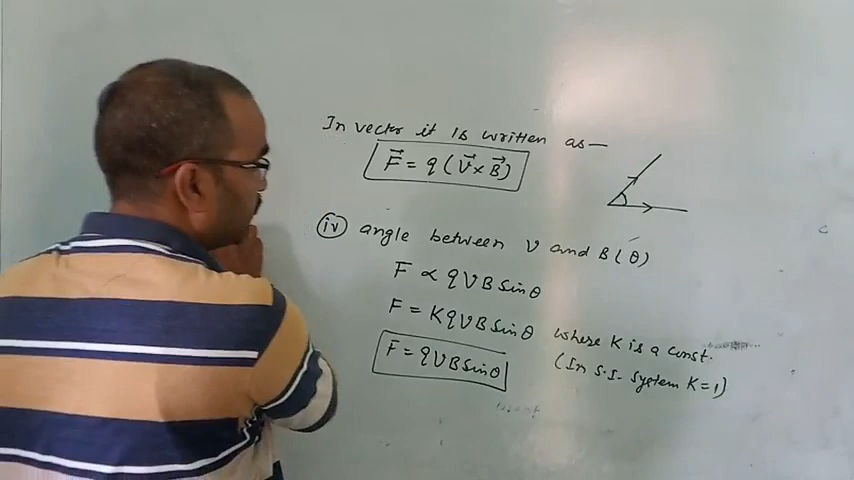 In vector it is written as—
F⃗ = q (V⃗ × B⃗)
(iv) angle between V and B (θ)
F ∝ qVB sinθ
F = KqVB sinθ where K is a const.
(In S.I. system K=1)
F = qVB sinθ